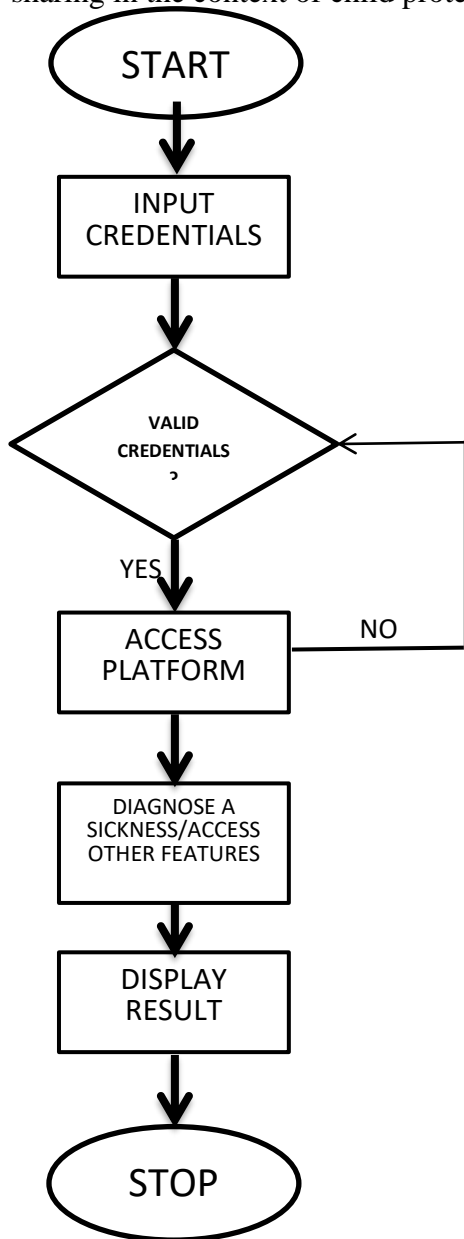 sharing in the context of child prote
START
INPUT
CREDENTIALS
VALID
CREDENTIALS
?
YES
NO
ACCESS
PLATFORM
DIAGNOSE A
SICKNESS/ACCESS
OTHER FEATURES
DISPLAY
RESULT
STOP